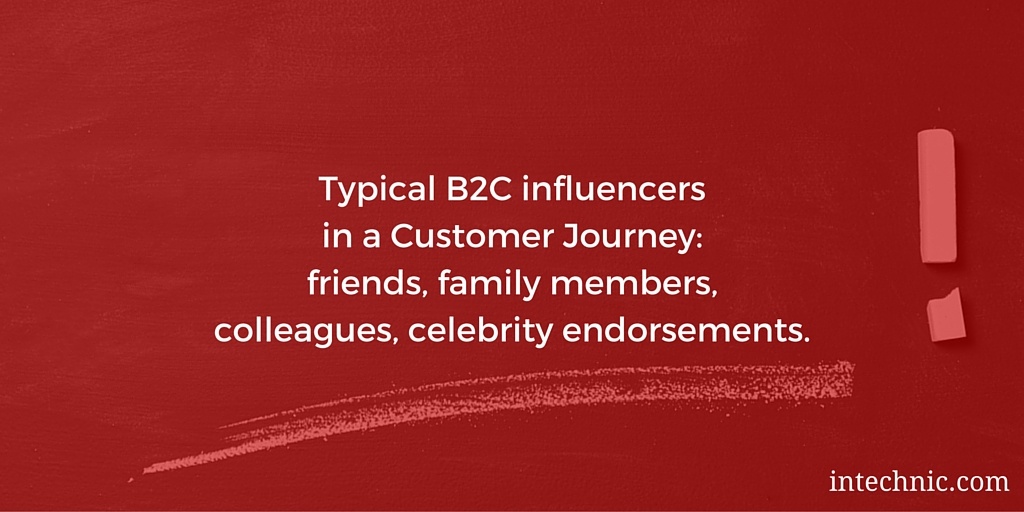 Typical B2C influencers
in a Customer Journey:
friends, family members,
colleagues, celebrity endorsements.
intechnic.com